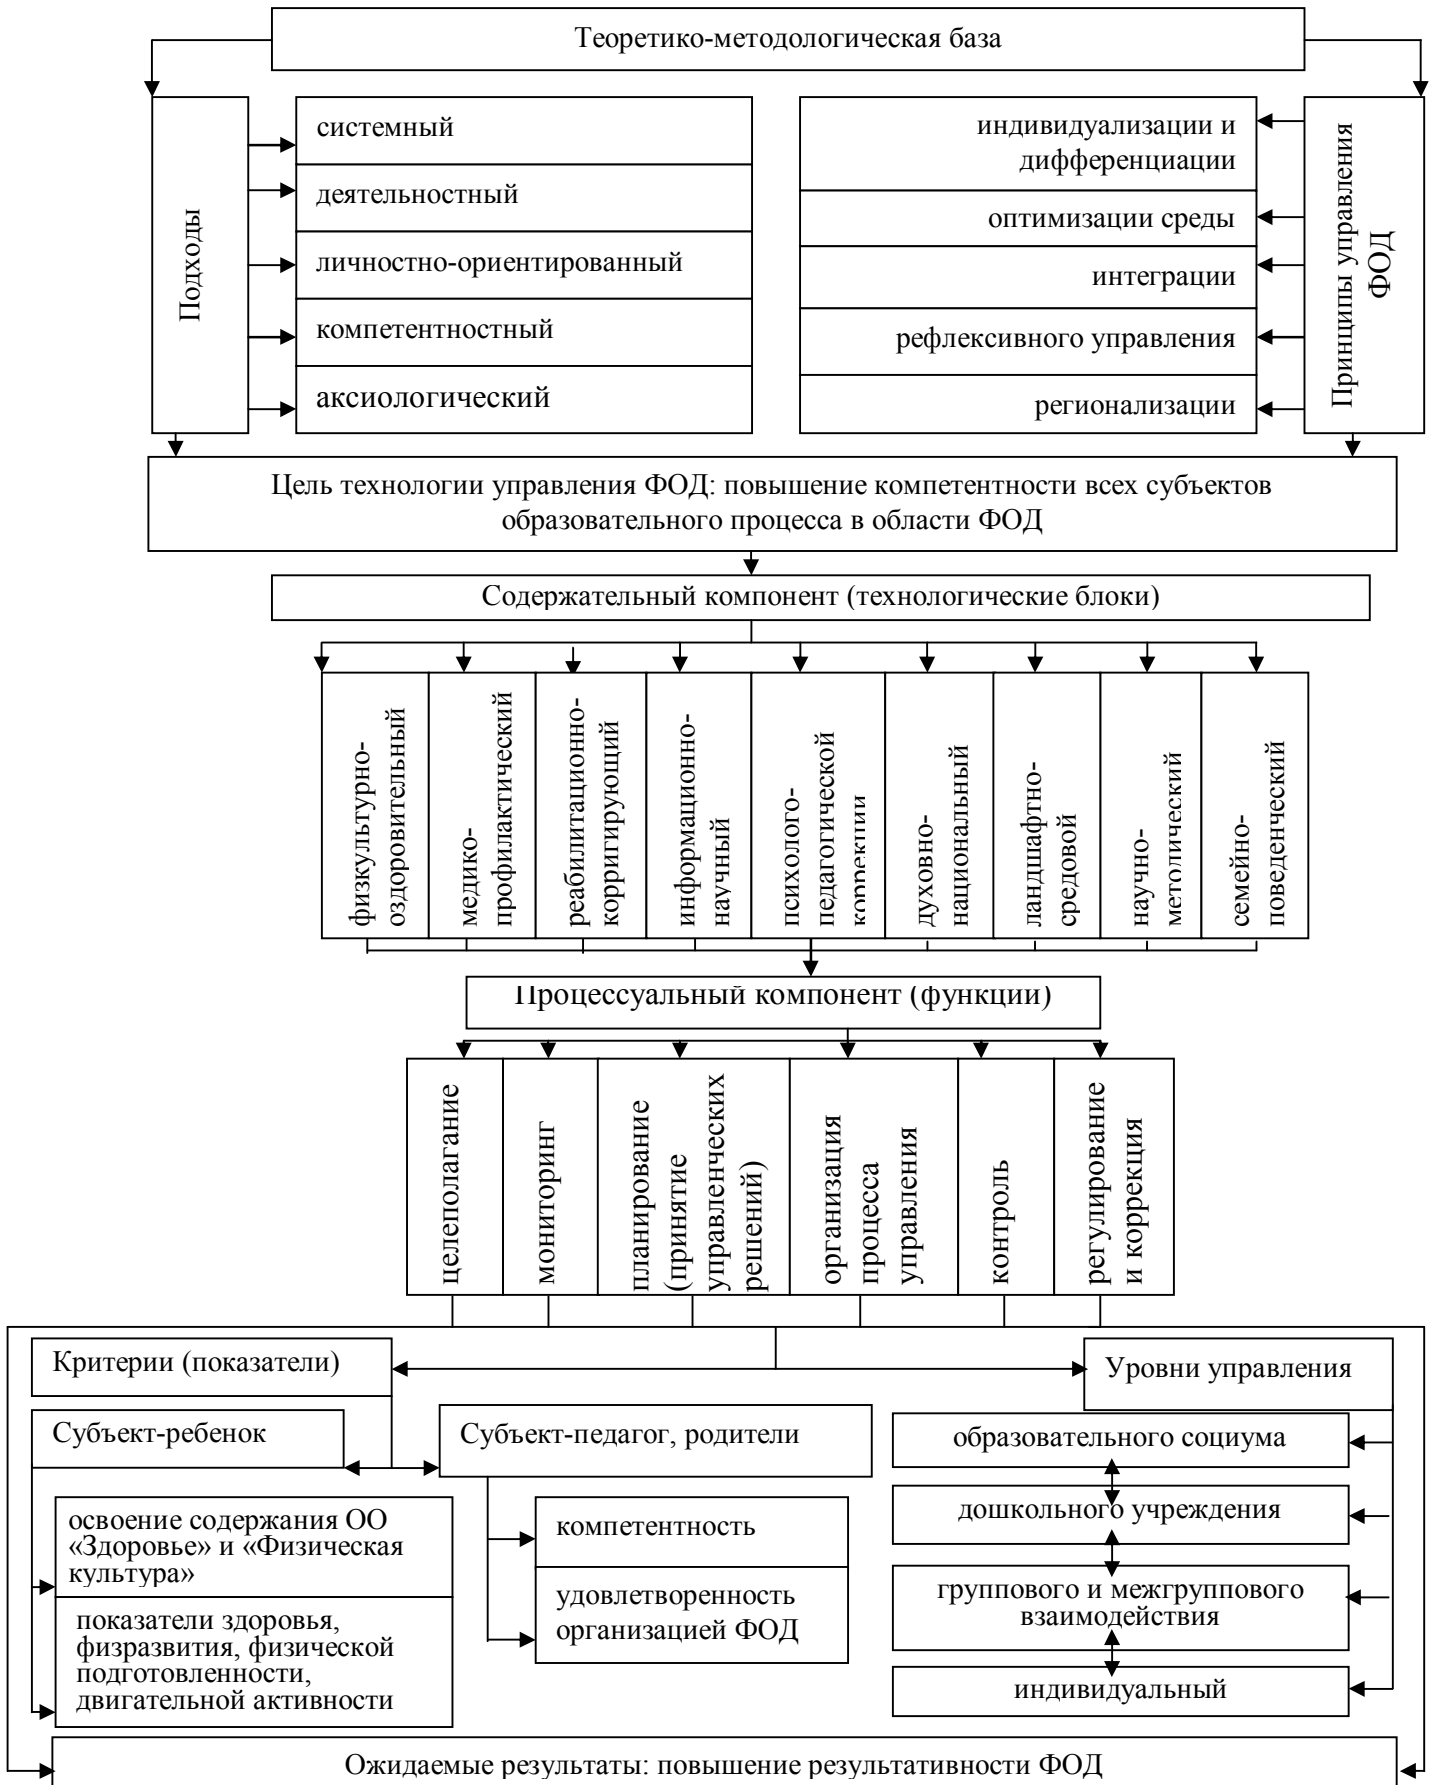 Теоретико-методологическая база
Подходы
системный
деятельностный
личностно-ориентированный
компетентностный
аксиологический
индивидуализации и
дифференциации
оптимизации среды
интеграции
рефлексивного управления
регионализации
Принципы управления
ФОД
Цель технологии управления ФОД: повышение компетентности всех субъектов
образовательного процесса в области ФОД
Содержательный компонент (технологические блоки)
физкультурно-
оздоровительный
медико-
профилактический
реабилитационно-
корригирующий
информационно-
научный
психолого-
педагогической
коррекции
духовно-
национальный
ландшафтно-
средовой
научно-
методический
семейно-
поведенческий
Процессуальный компонент (функции)
целеполагание
мониторинг
планирование
(принятие
управленческих
решений)
организация
процесса
управления
контроль
регулирование
и коррекция
Критерии (показатели)
Уровни управления
Субъект-ребенок
Субъект-педагог, родители
освоение содержания ОО
«Здоровье» и «Физическая
культура»
показатели здоровья,
физразвития, физической
подготовленности,
двигательной активности
компетентность
удовлетворенность
организацией ФОД
образовательного социума
дошкольного учреждения
группового и межгруппового
взаимодействия
индивидуальный
Ожидаемые результаты: повышение результативности ФОД